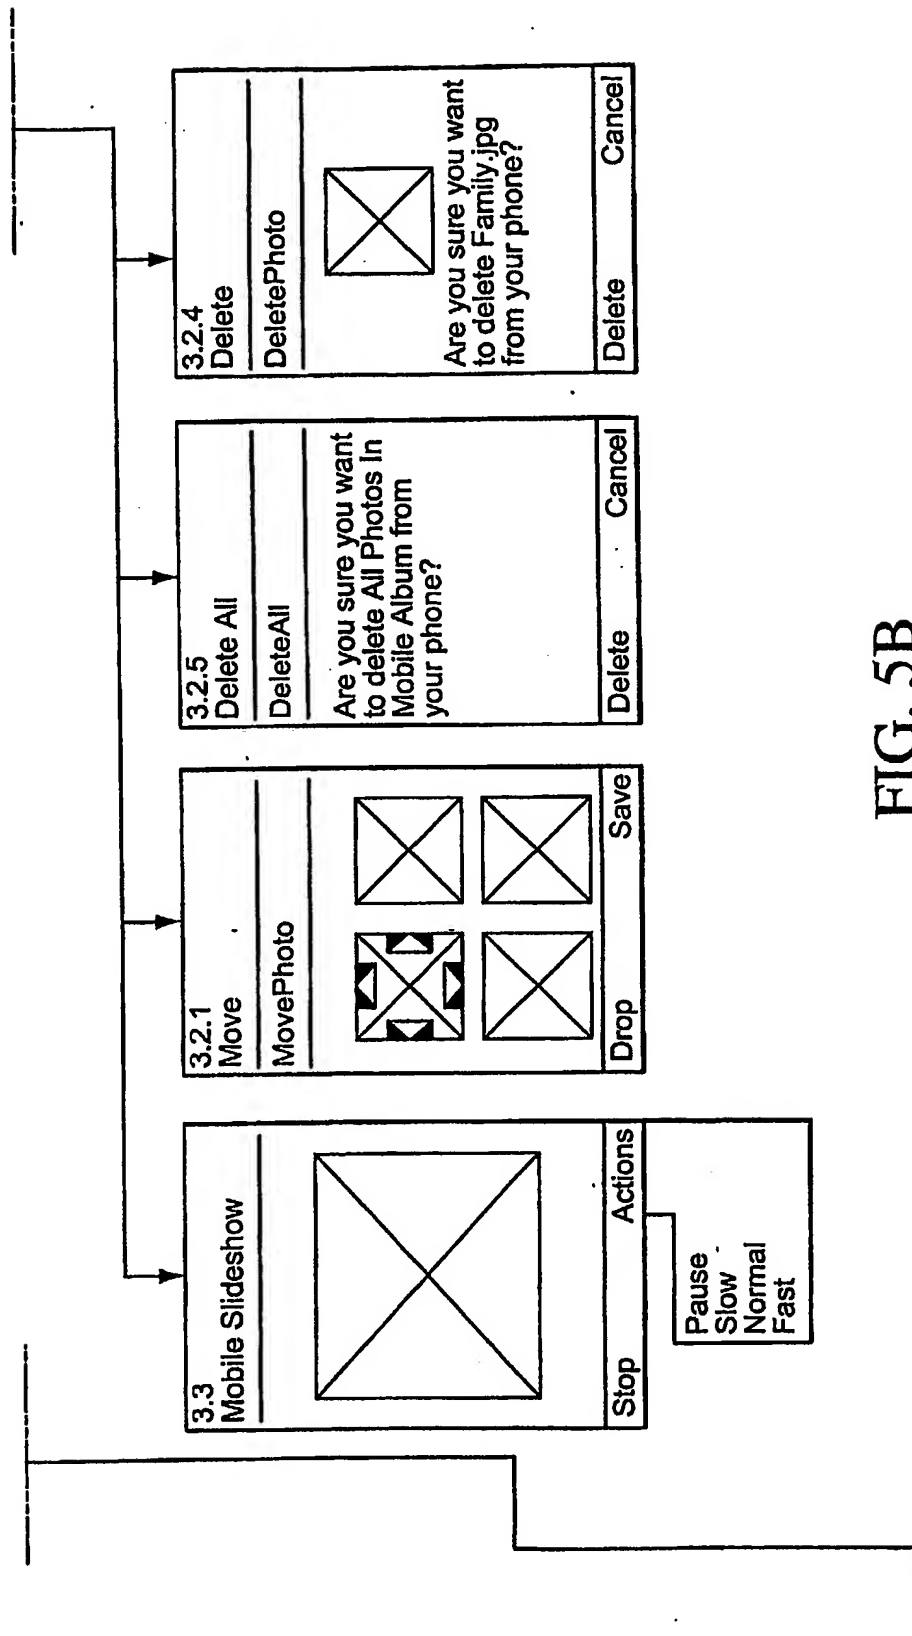 3.3
Mobile Slideshow
Stop Actions
Pause
Slow
Normal
Fast
3.2.1
Move
MovePhoto
Drop Save
3.2.5
Delete All
DeleteAll
Are you sure you want
to delete All Photos In
Mobile Album from
your phone?
Delete Cancel
3.2.4
Delete
DeletePhoto
Are you sure you want
to delete Family.jpg
from your phone?
Delete Cancel
FIG. 5B